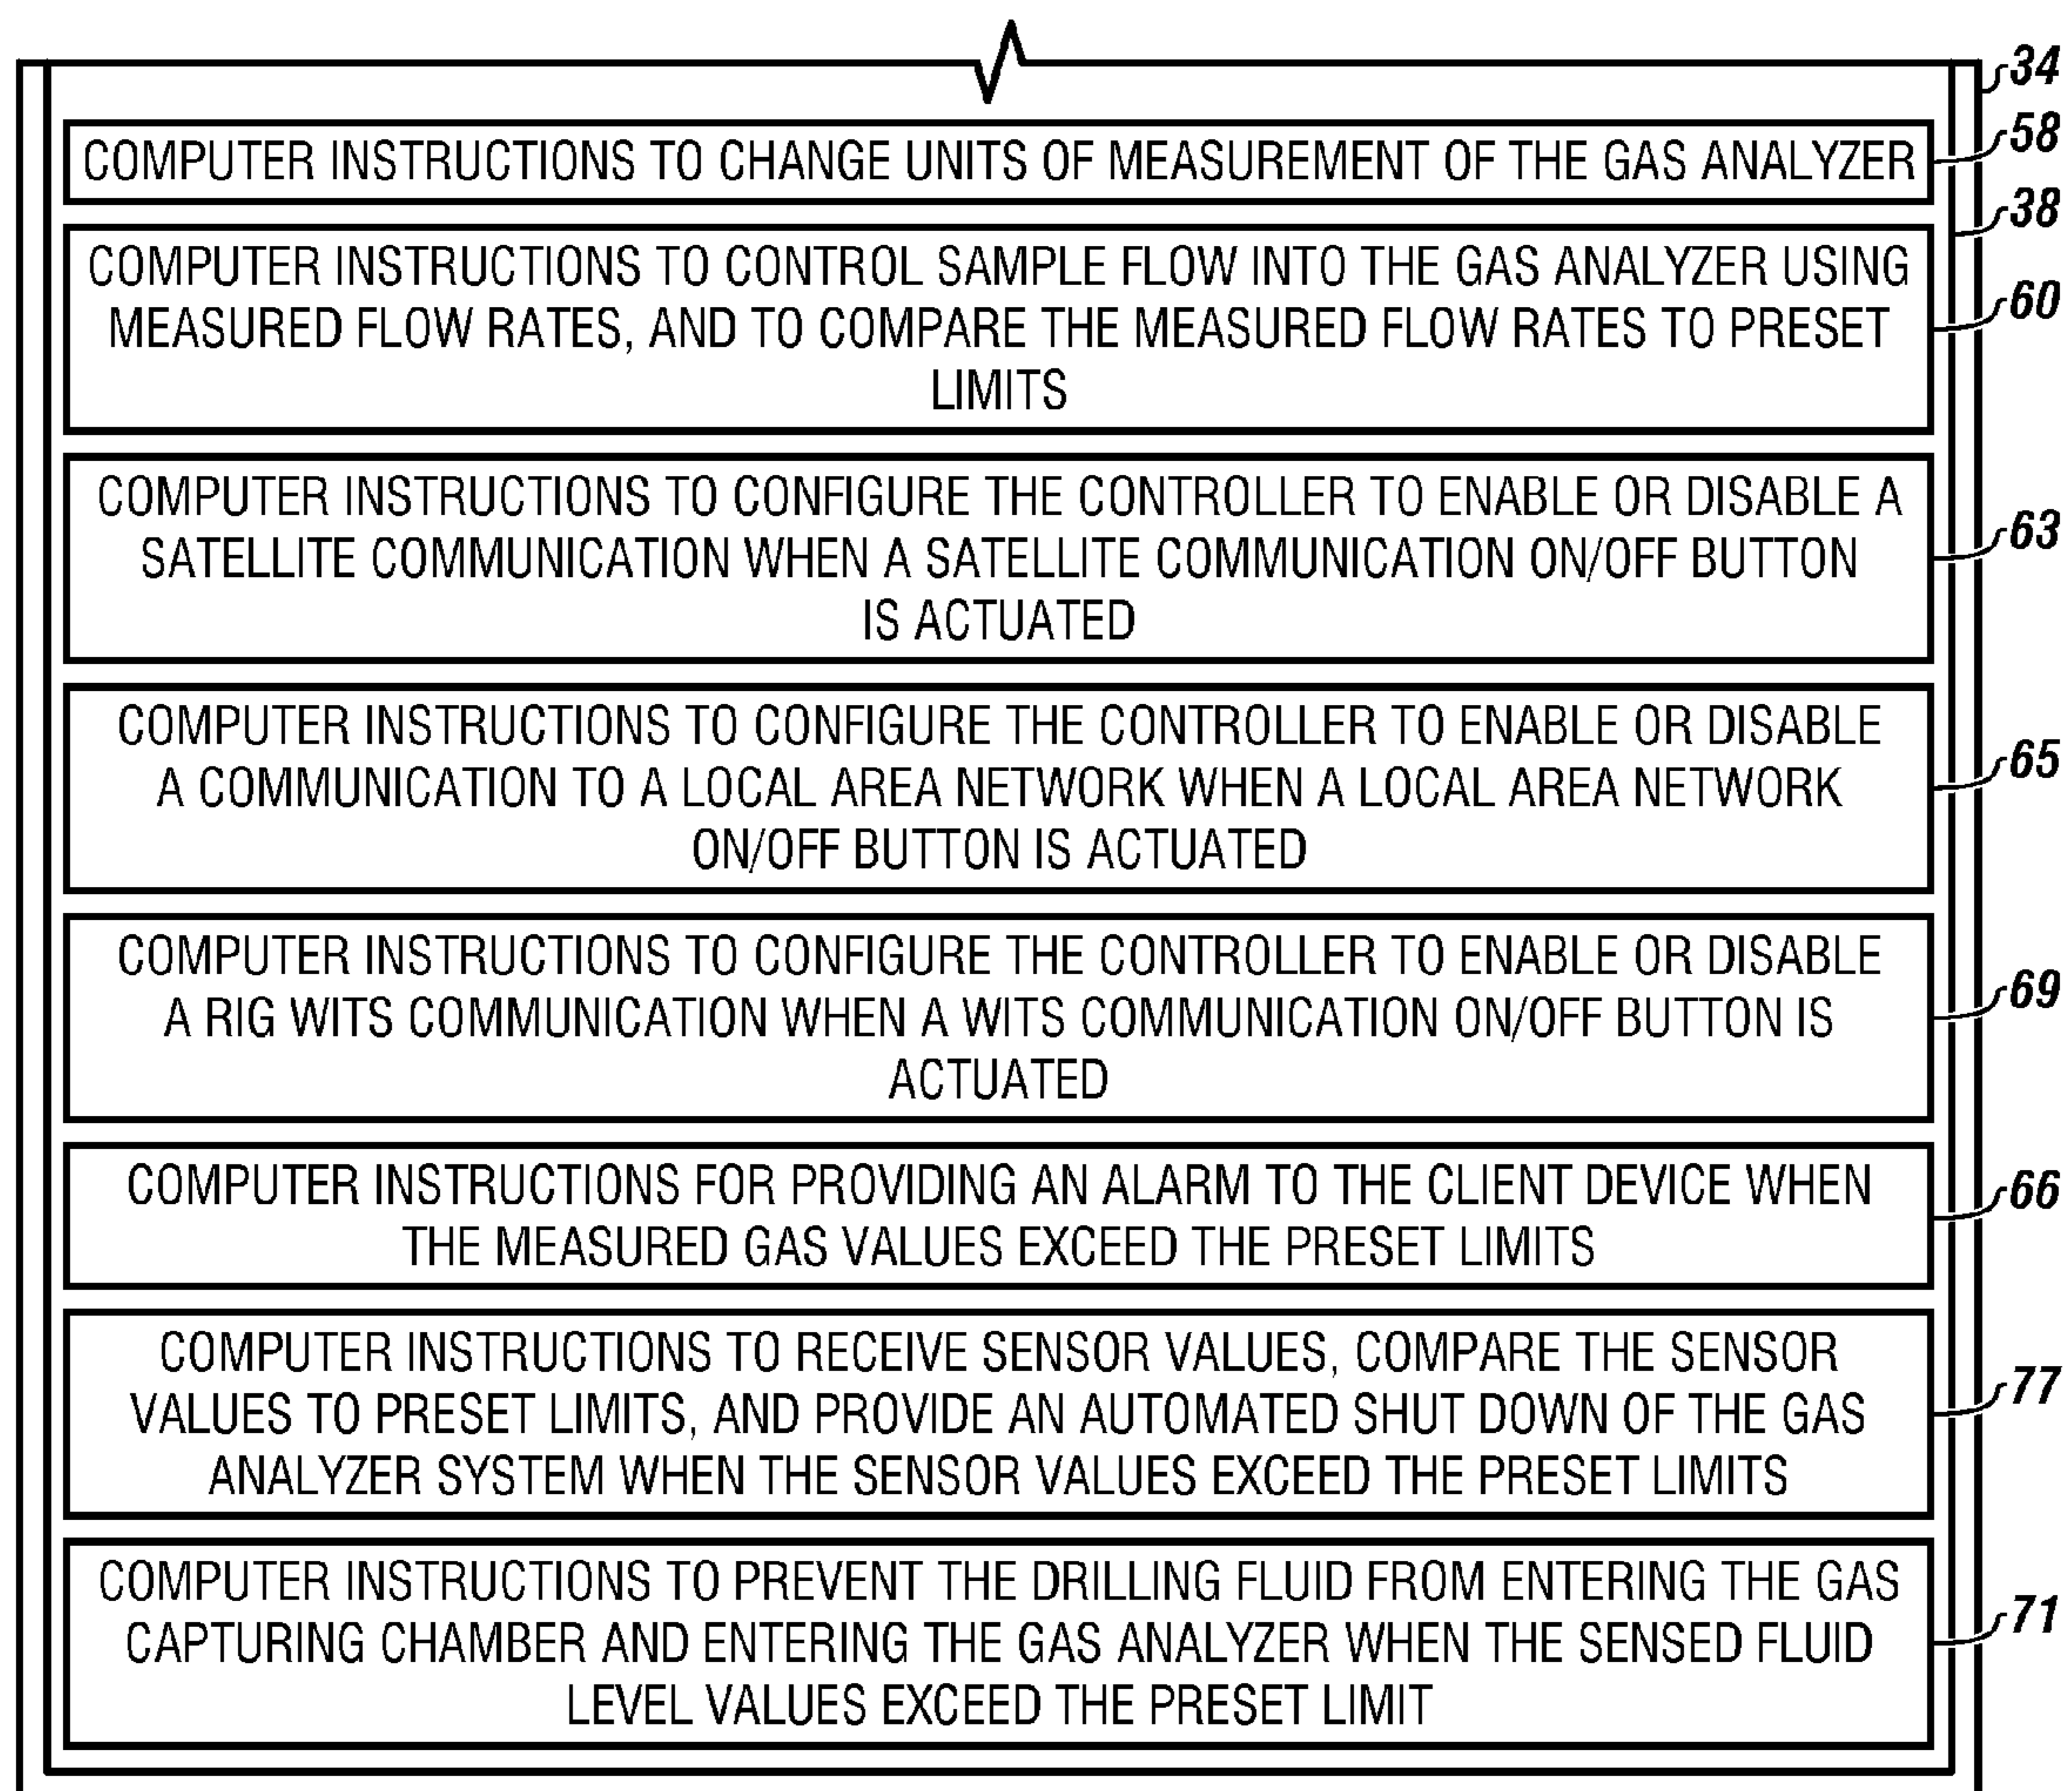 34
COMPUTER INSTRUCTIONS TO CHANGE UNITS OF MEASUREMENT OF THE GAS ANALYZER
58
38
COMPUTER INSTRUCTIONS TO CONTROL SAMPLE FLOW INTO THE GAS ANALYZER USING
MEASURED FLOW RATES, AND TO COMPARE THE MEASURED FLOW RATES TO PRESET
LIMITS
60
COMPUTER INSTRUCTIONS TO CONFIGURE THE CONTROLLER TO ENABLE OR DISABLE A
SATELLITE COMMUNICATION WHEN A SATELLITE COMMUNICATION ON/OFF BUTTON
IS ACTUATED
63
COMPUTER INSTRUCTIONS TO CONFIGURE THE CONTROLLER TO ENABLE OR DISABLE
A COMMUNICATION TO A LOCAL AREA NETWORK WHEN A LOCAL AREA NETWORK
ON/OFF BUTTON IS ACTUATED
65
COMPUTER INSTRUCTIONS TO CONFIGURE THE CONTROLLER TO ENABLE OR DISABLE
A RIG WITS COMMUNICATION WHEN A WITS COMMUNICATION ON/OFF BUTTON IS
ACTUATED
69
COMPUTER INSTRUCTIONS FOR PROVIDING AN ALARM TO THE CLIENT DEVICE WHEN
THE MEASURED GAS VALUES EXCEED THE PRESET LIMITS
66
COMPUTER INSTRUCTIONS TO RECEIVE SENSOR VALUES, COMPARE THE SENSOR
VALUES TO PRESET LIMITS, AND PROVIDE AN AUTOMATED SHUT DOWN OF THE GAS
ANALYZER SYSTEM WHEN THE SENSOR VALUES EXCEED THE PRESET LIMITS
77
COMPUTER INSTRUCTIONS TO PREVENT THE DRILLING FLUID FROM ENTERING THE GAS
CAPTURING CHAMBER AND ENTERING THE GAS ANALYZER WHEN THE SENSED FLUID
LEVEL VALUES EXCEED THE PRESET LIMIT
71